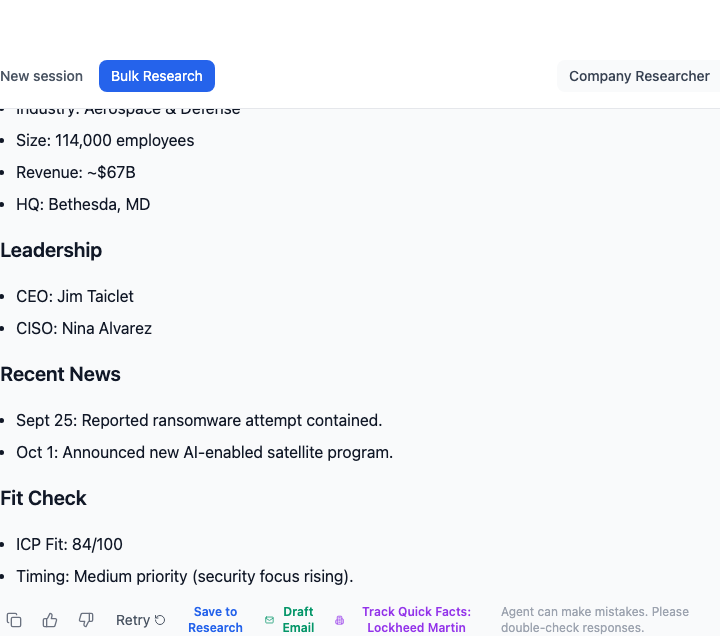 New session
Bulk Research
Company Researcher
Industry: Aerospace & Defense
Size: 114,000 employees
Revenue: ~$67B
HQ: Bethesda, MD
Leadership
CEO: Jim Taiclet
CISO: Nina Alvarez
Recent News
Sept 25: Reported ransomware attempt contained.
Oct 1: Announced new AI-enabled satellite program.
Fit Check
ICP Fit: 84/100
Timing: Medium priority (security focus rising).
Retry
Save to
Research
Draft
Email
Track Quick Facts:
Lockheed Martin
Agent can make mistakes. Please
double-check responses.